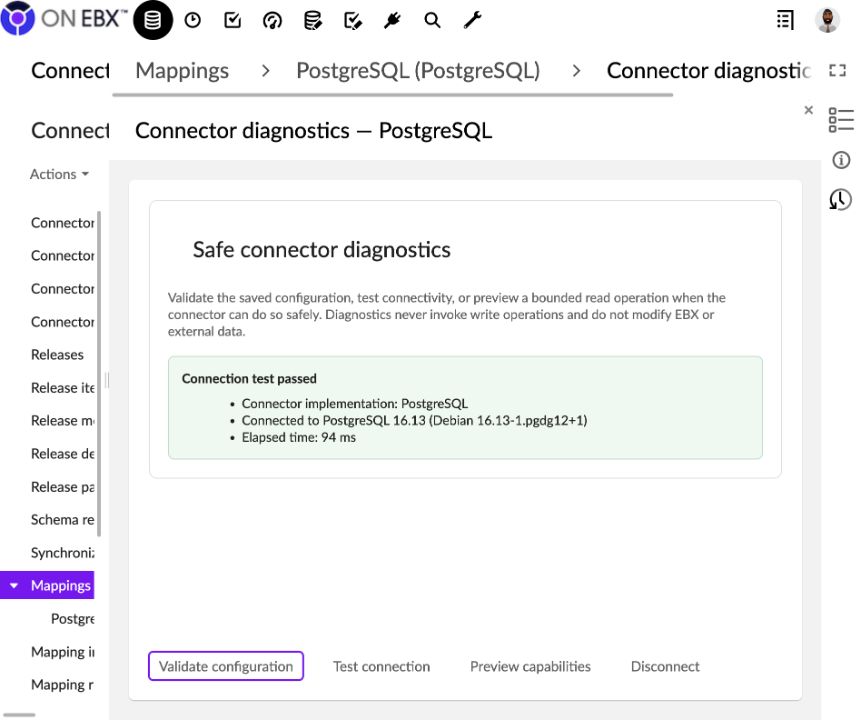 ON EBX™
Connect Mappings > PostgreSQL (PostgreSQL) > Connector diagnostic
Connect
Connector diagnostics — PostgreSQL
Actions
Connector
Connector
Connector
Connector
Releases
Release ite
Release m
Release de
Release pa
Schema re
Synchroni
Mappings
Postgre
Mapping i
Mapping r
Safe connector diagnostics
Validate the saved configuration, test connectivity, or preview a bounded read operation when the
connector can do so safely. Diagnostics never invoke write operations and do not modify EBX or
external data.
Connection test passed
• Connector implementation: PostgreSQL
• Connected to PostgreSQL 16.13 (Debian 16.13-1.pgdg12+1)
• Elapsed time: 94 ms
Validate configuration Test connection Preview capabilities Disconnect